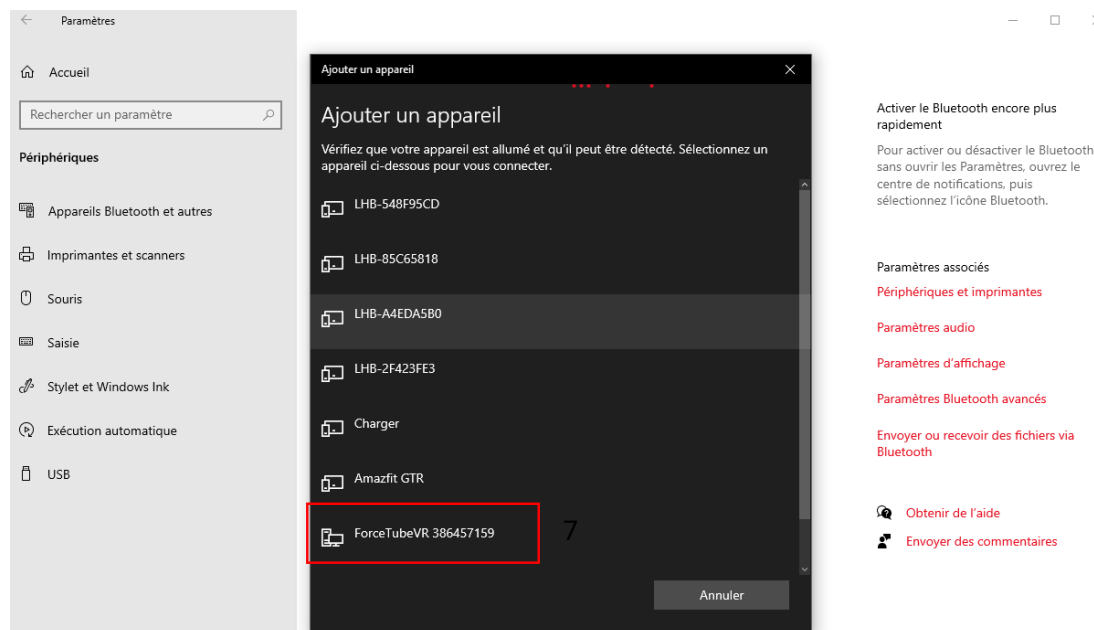 Paramètres
Accueil
Rechercher un paramètre
Périphériques
Appareils Bluetooth et autres
Imprimantes et scanners
Souris
Saisie
Stylet et Windows Ink
Exécution automatique
USB
Ajouter un appareil
Ajouter un appareil
Vérifiez que votre appareil est allumé et qu'il peut être détecté. Sélectionnez un
appareil ci-dessous pour vous connecter.
LHB-548F95CD
LHB-85C65818
LHB-A4EDA5B0
LHB-2F423FE3
Charger
Amazfit GTR
ForceTubeVR 386457159
7
Annuler
Activer le Bluetooth encore plus
rapidement
Pour activer ou désactiver le Bluetooth
sans ouvrir les Paramètres, ouvrez le
centre de notifications, puis
sélectionnez l'icône Bluetooth.
Paramètres associés
Périphériques et imprimantes
Paramètres audio
Paramètres d'affichage
Paramètres Bluetooth avancés
Envoyer ou recevoir des fichiers via
Bluetooth
Obtenir de l'aide
Envoyer des commentaires